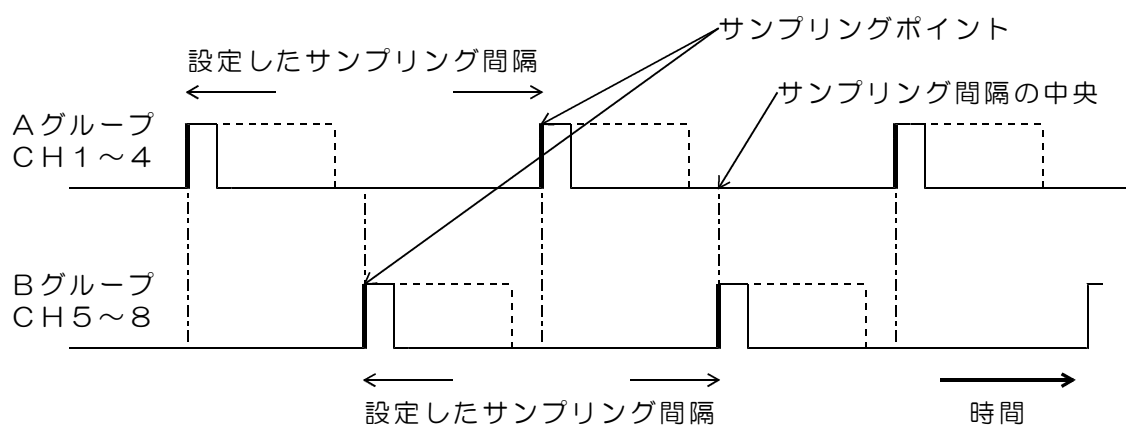 サンプリングポイント
設定したサンプリング間隔
サンプリング間隔の中央
Aグループ
CH1～4
Bグループ
CH5～8
設定したサンプリング間隔
時間